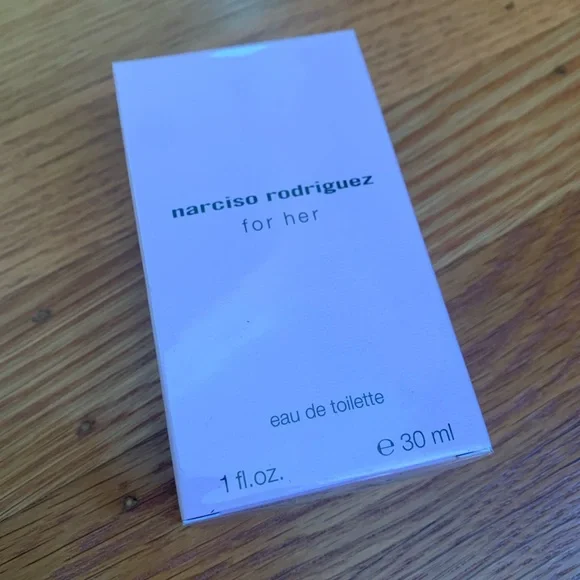 narciso rodriguez
for her
eau de toilette
1 fl.oz. ℮ 30 ml